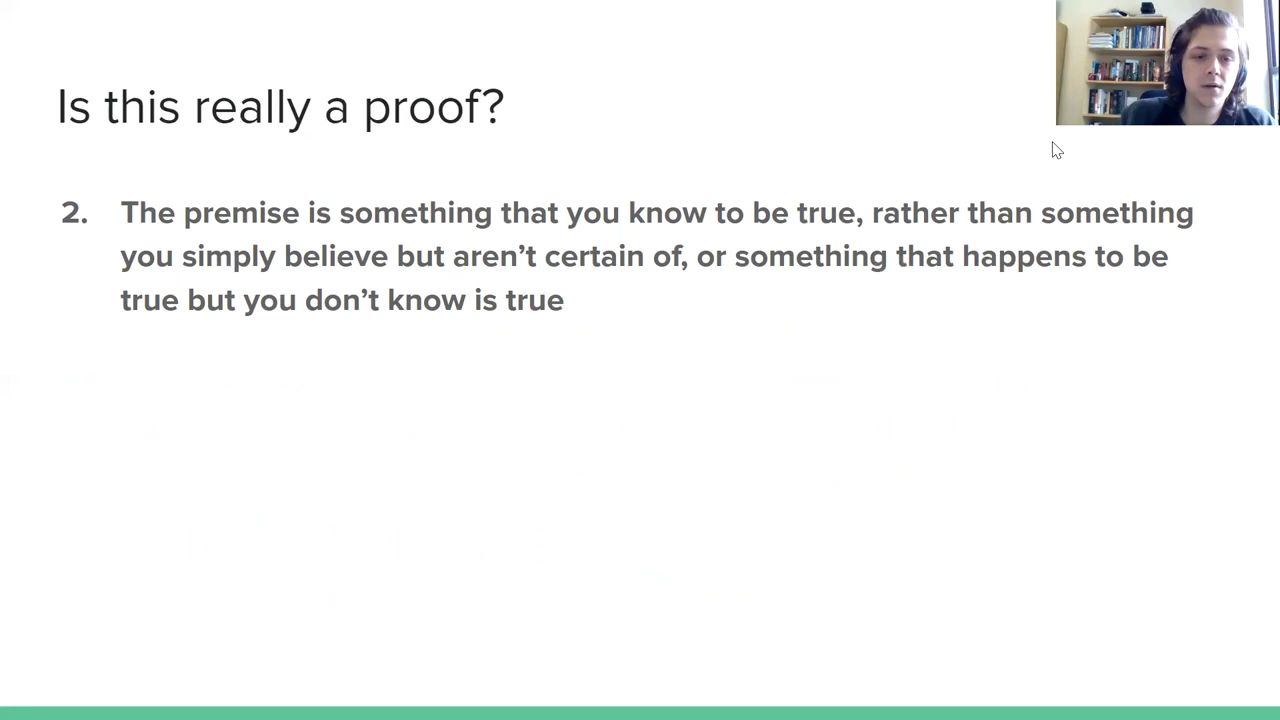 Is this really a proof?
2. The premise is something that you know to be true, rather than something
you simply believe but aren’t certain of, or something that happens to be
true but you don’t know is true